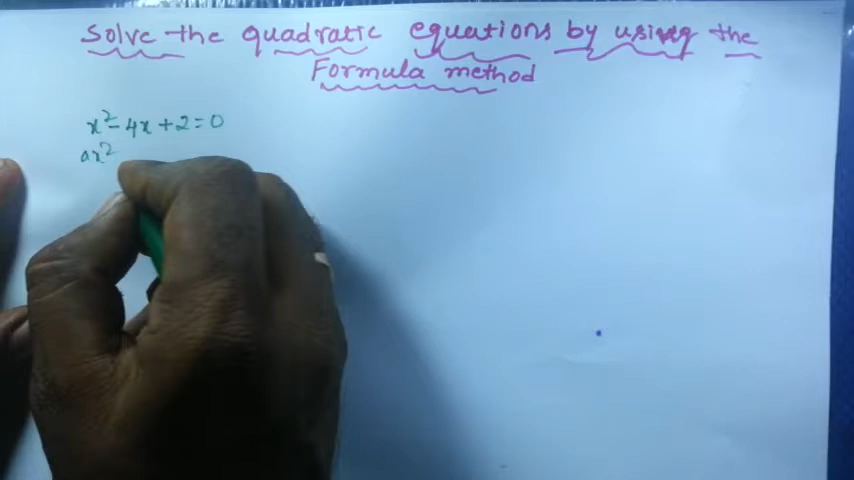 Solve the quadratic equations by using the
Formula method
x² - 4x + 2 = 0
ax²